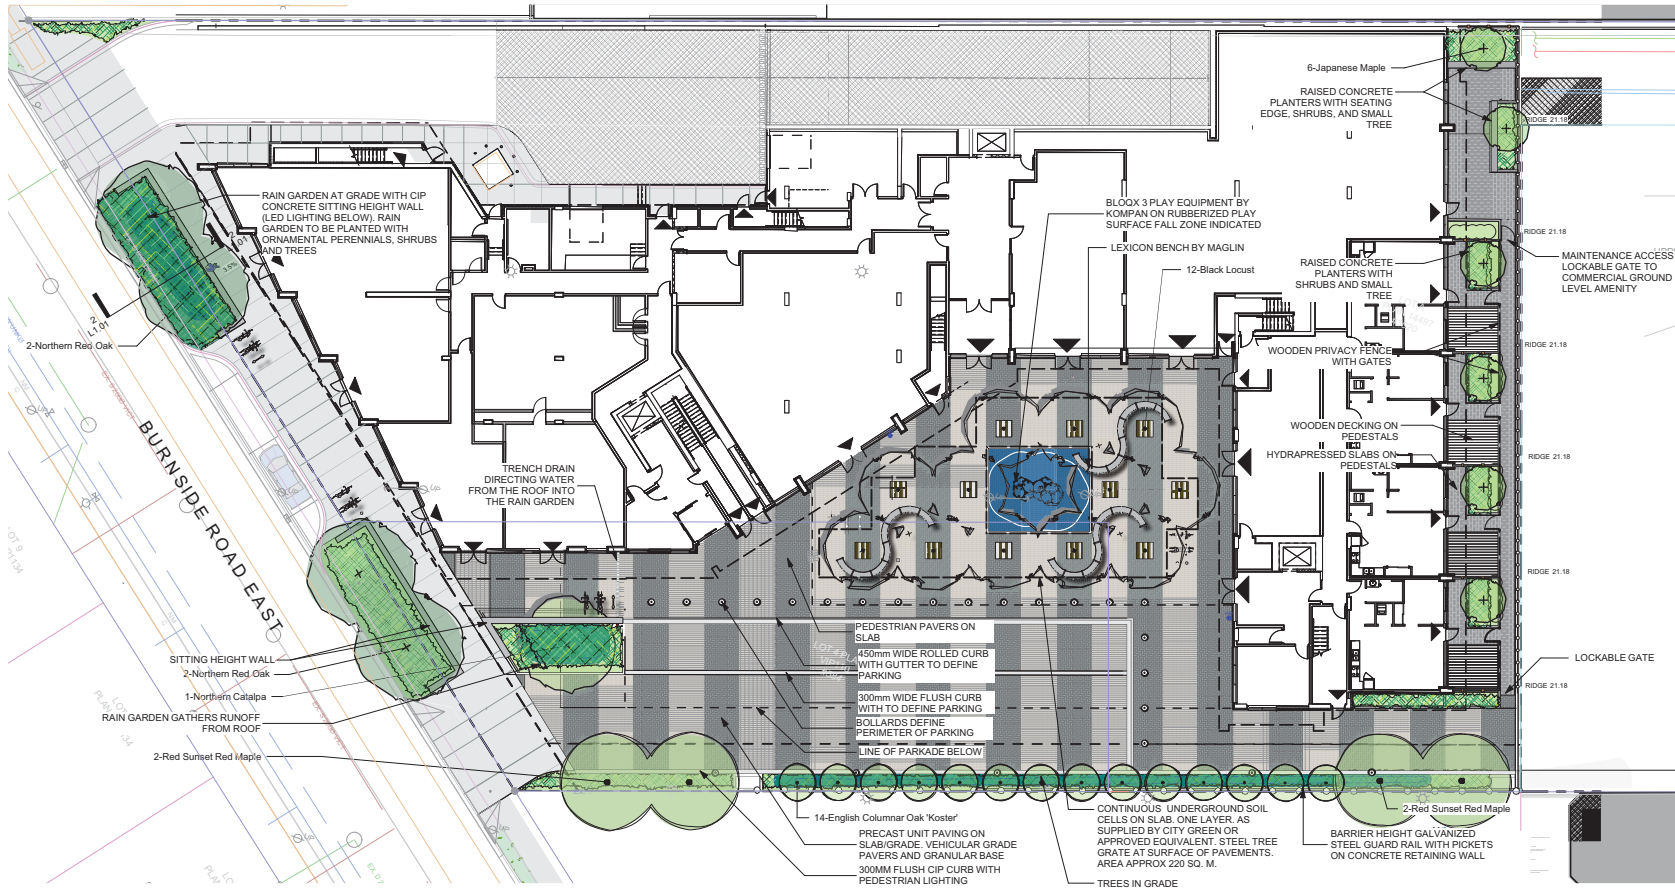 6-Japanese Maple
RAISED CONCRETE
PLANTERS WITH SEATING
EDGE, SHRUBS, AND SMALL
TREE
RIDGE 21.18
RAIN GARDEN AT GRADE WITH CIP
CONCRETE SITTING HEIGHT WALL
(LED LIGHTING BELOW). RAIN
GARDEN TO BE PLANTED WITH
ORNAMENTAL PERENNIALS, SHRUBS
AND TREES
3.5%
2
L1.01
2-Northern Red Oak
BLOQX 3 PLAY EQUIPMENT BY
KOMPAN ON RUBBERIZED PLAY
SURFACE FALL ZONE INDICATED
LEXICON BENCH BY MAGLIN
12-Black Locust
RAISED CONCRETE
PLANTERS WITH
SHRUBS AND SMALL
TREE
RIDGE 21.18
MAINTENANCE ACCESS
LOCKABLE GATE TO
COMMERCIAL GROUND
LEVEL AMENITY
RIDGE 21.18
WOODEN PRIVACY FENCE
WITH GATES
RIDGE 21.18
WOODEN DECKING ON
PEDESTALS
HYDRAPRESSED SLABS ON
PEDESTALS
RIDGE 21.18
RIDGE 21.18
RIDGE 21.18
LOCKABLE GATE
RIDGE 21.18
BURNSIDE ROAD EAST
TRENCH DRAIN
DIRECTING WATER
FROM THE ROOF INTO
THE RAIN GARDEN
SITTING HEIGHT WALL
2-Northern Red Oak
1-Northern Catalpa
RAIN GARDEN GATHERS RUNOFF
FROM ROOF
2-Red Sunset Red Maple
PEDESTRIAN PAVERS ON
SLAB
450mm WIDE ROLLED CURB
WITH GUTTER TO DEFINE
PARKING
300mm WIDE FLUSH CURB
WITH TO DEFINE PARKING
BOLLARDS DEFINE
PERIMETER OF PARKING
LINE OF PARKADE BELOW
14-English Columnar Oak 'Koster'
PRECAST UNIT PAVING ON
SLAB/GRADE. VEHICULAR GRADE
PAVERS AND GRANULAR BASE
300MM FLUSH CIP CURB WITH
PEDESTRIAN LIGHTING
CONTINUOUS UNDERGROUND SOIL
CELLS ON SLAB. ONE LAYER. AS
SUPPLIED BY CITY GREEN OR
APPROVED EQUIVALENT. STEEL TREE
GRATE AT SURFACE OF PAVEMENTS.
AREA APPROX 220 SQ. M.
TREES IN GRADE
2-Red Sunset Red Maple
BARRIER HEIGHT GALVANIZED
STEEL GUARD RAIL WITH PICKETS
ON CONCRETE RETAINING WALL